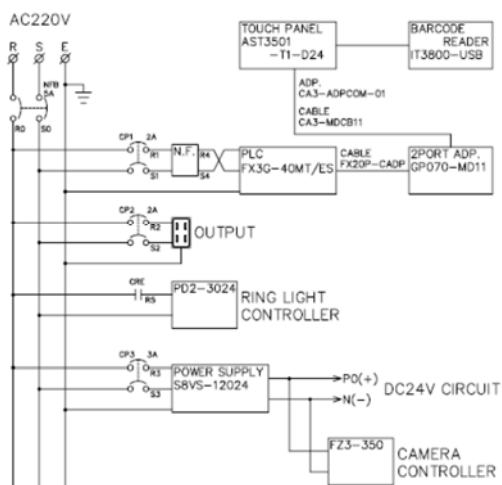 AC220V
R S E
NFB
5A
R0 S0
TOUCH PANEL
AST3501
-T1-D24
BARCODE
READER
IT3800-USB
ADP.
CA3-ADPCOM-01
CABLE
CA3-MDCB11
CP1 2A
R1
S1
N.F.
R4
S4
PLC
FX3G-40MT/ES
CABLE
FX20P-CADP
2PORT ADP.
GP070-MD11
CP2 2A
R2
S2
OUTPUT
CRE
R5
PD2-3024
RING LIGHT
CONTROLLER
CP3 3A
R3
S3
POWER SUPPLY
S8VS-12024
P0(+)
N(-)
DC24V CIRCUIT
FZ3-350
CAMERA
CONTROLLER